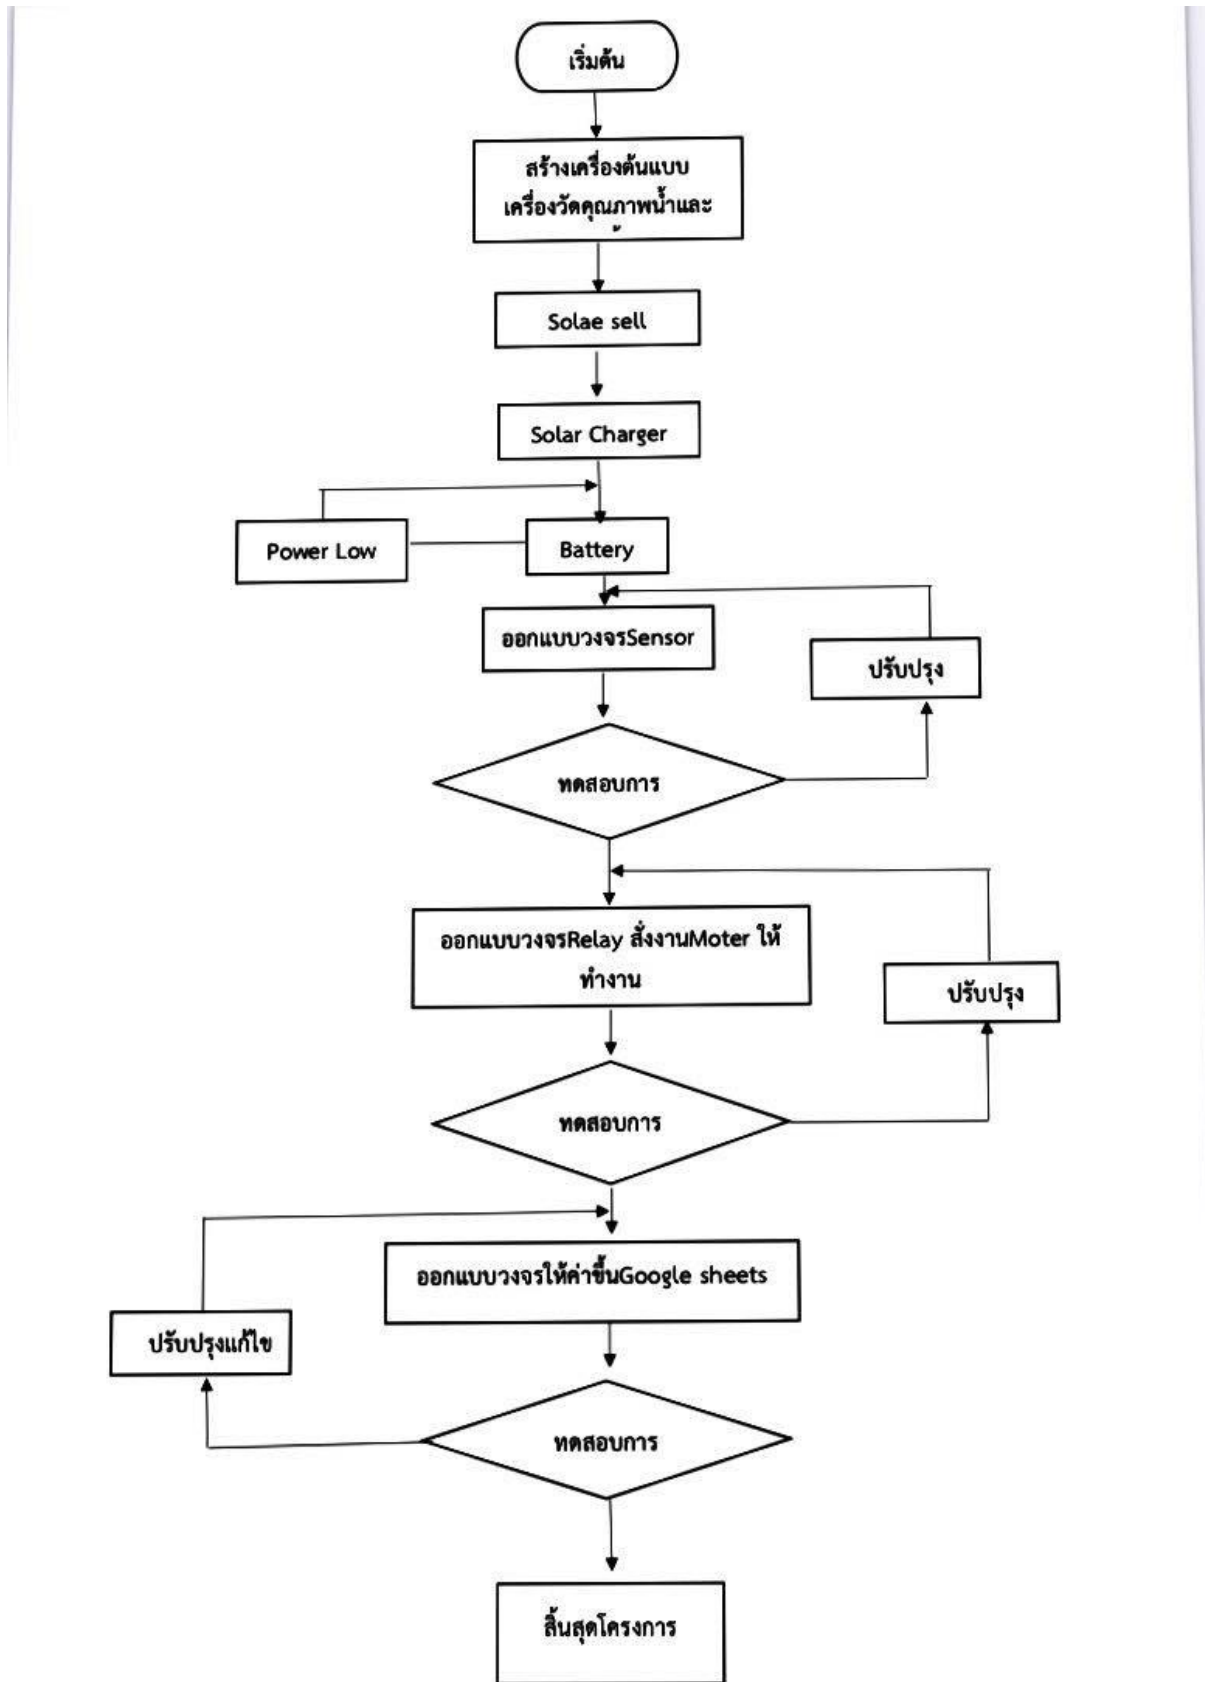 เริ่มต้น
สร้างเครื่องต้นแบบ
เครื่องวัดคุณภาพน้ำและ
Solae sell
Solar Charger
Power Low
Battery
ออกแบบวงจรSensor
ปรับปรุง
ทดสอบการ
ออกแบบวงจรRelay สั่งงานMoter ให้
ทำงาน
ปรับปรุง
ทดสอบการ
ออกแบบวงจรให้ค่าขึ้นGoogle sheets
ปรับปรุงแก้ไข
ทดสอบการ
สิ้นสุดโครงการ